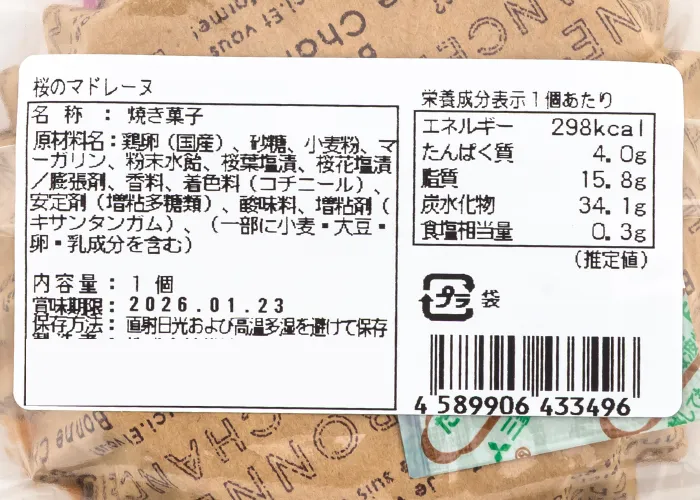 桜のマドレーヌ
名 称 : 焼き菓子
原材料名：鶏卵（国産）、砂糖、小麦粉、マ
ーガリン、粉末水飴、桜葉塩漬、桜花塩漬
／膨張剤、香料、着色料（コチニール）、
安定剤（増粘多糖類）、酸味料、増粘剤（
キサンタンガム）、（一部に小麦・大豆・
卵・乳成分を含む）
内容量：１個
賞味期限：2026.01.23
保存方法：直射日光および高温多湿を避けて保存
栄養成分表示１個あたり
エネルギー 298kcal
たんぱく質 4.0g
脂質 15.8g
炭水化物 34.1g
食塩相当量 0.3g
（推定値）
プラ 袋
4 589906 433496